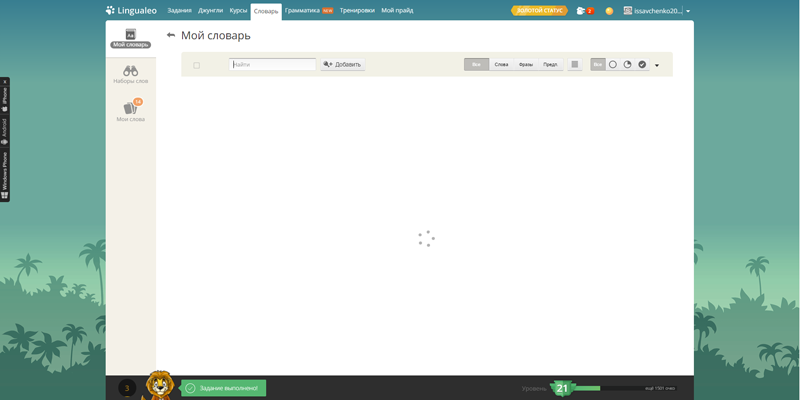 Lingualeo
Задания Джунгли Курсы Словарь Грамматика NEW Тренировки Мой прайд
ЗОЛОТОЙ СТАТУС
2
issavchenko20...
Aa
Мой словарь
Наборы слов
Мои слова
Мой словарь
Найти
Добавить
Все Слова Фразы Предл.
Все
iPhone
Android
Windows Phone
3
Задание выполнено!
Уровень 21
ещё 1501 очко